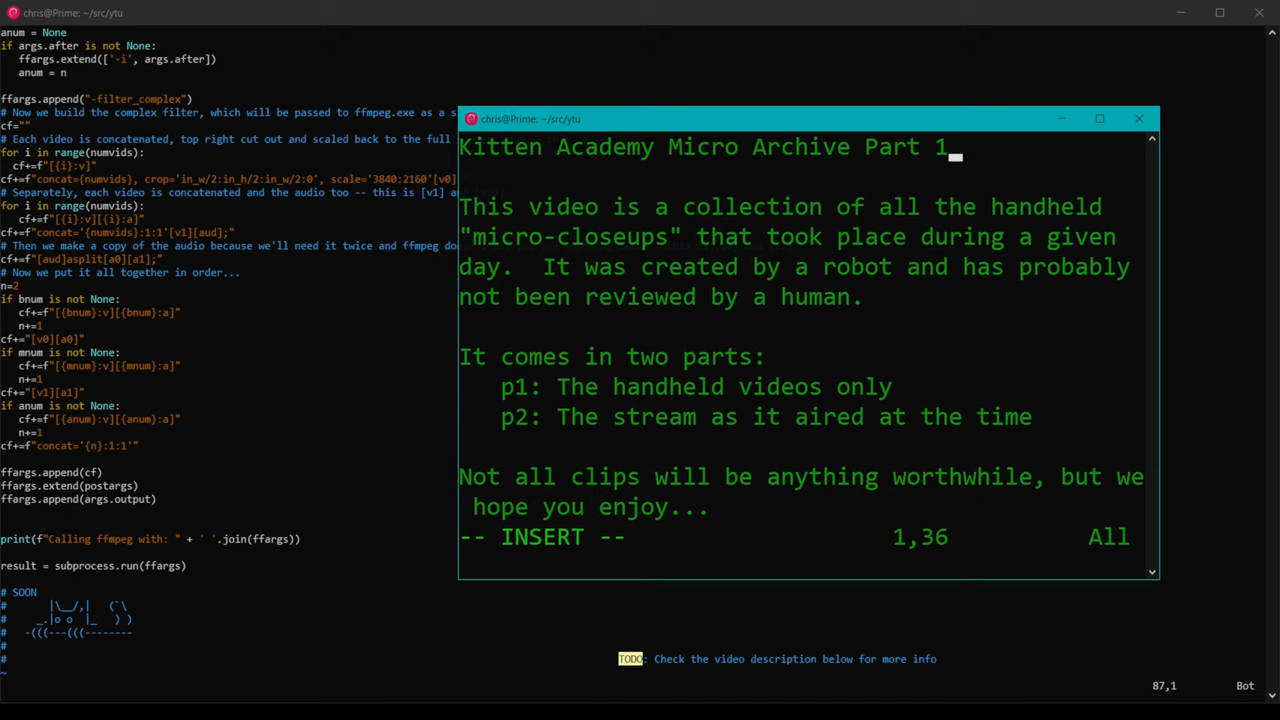 chris@Prime: ~/src/ytu
anum = None
if args.after is not None:
ffargs.extend(['-i', args.after])
anum = n
ffargs.append("-filter_complex")
# Now we build the complex filter, which will be passed to ffmpeg.exe as a s
cf=""
# Each video is concatenated, top right cut out and scaled back to the full
for i in range(numvids):
cf+=f"[{i}:v]"
cf+=f"concat={numvids}, crop='in_w/2:in_h/2:in_w/2:0', scale='3840:2160'[v0]
# Separately, each video is concatenated and the audio too -- this is [v1] a
for i in range(numvids):
cf+=f"[{i}:v][{i}:a]"
cf+=f"concat='{numvids}:1:1'[v1][aud];"
# Then we make a copy of the audio because we'll need it twice and ffmpeg do
cf+=f"[aud]asplit[a0][a1];"
# Now we put it all together in order...
n=2
if bnum is not None:
cf+=f"[{bnum}:v][{bnum}:a]"
n+=1
cf+="[v0][a0]"
if mnum is not None:
cf+=f"[{mnum}:v][{mnum}:a]"
n+=1
cf+="[v1][a1]"
if anum is not None:
cf+=f"[{anum}:v][{anum}:a]"
n+=1
cf+=f"concat='{n}:1:1'"
ffargs.append(cf)
ffargs.extend(postargs)
ffargs.append(args.output)
print(f"Calling ffmpeg with: " + ' '.join(ffargs))
result = subprocess.run(ffargs)
# SOON
#      |\__/,|   (`\
#    _.|o o  |_   ) )
#  -(((---(((--------
#
#
~
chris@Prime: ~/src/ytu
Kitten Academy Micro Archive Part 1
This video is a collection of all the handheld
"micro-closeups" that took place during a given
day.  It was created by a robot and has probably
not been reviewed by a human.
It comes in two parts:
p1: The handheld videos only
p2: The stream as it aired at the time
Not all clips will be anything worthwhile, but we
hope you enjoy...
-- INSERT --                    1,36          All
TODO: Check the video description below for more info
87,1          Bot